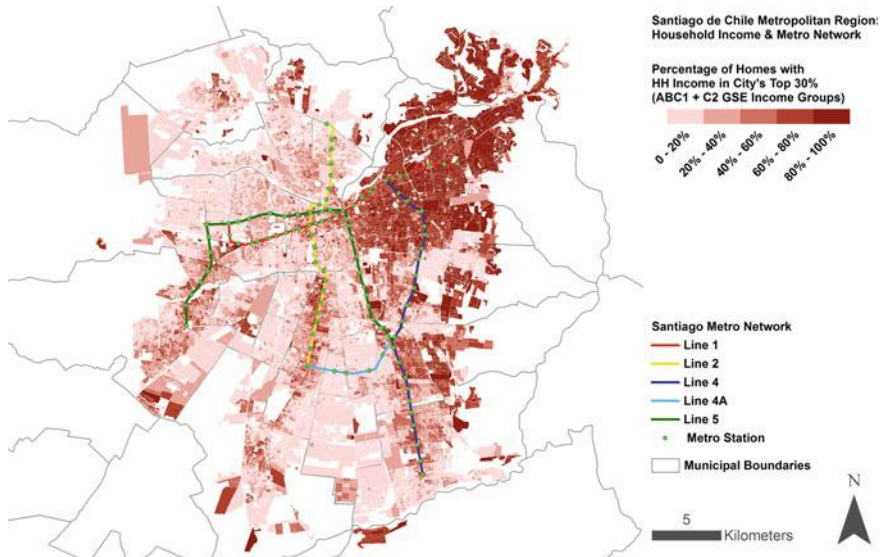 Santiago de Chile Metropolitan Region:
Household Income & Metro Network
Percentage of Homes with
HH Income in City's Top 30%
(ABC1 + C2 GSE Income Groups)
0 - 20%
20% - 40%
40% - 60%
60% - 80%
80% - 100%
Santiago Metro Network
Line 1
Line 2
Line 4
Line 4A
Line 5
Metro Station
Municipal Boundaries
N
5
Kilometers